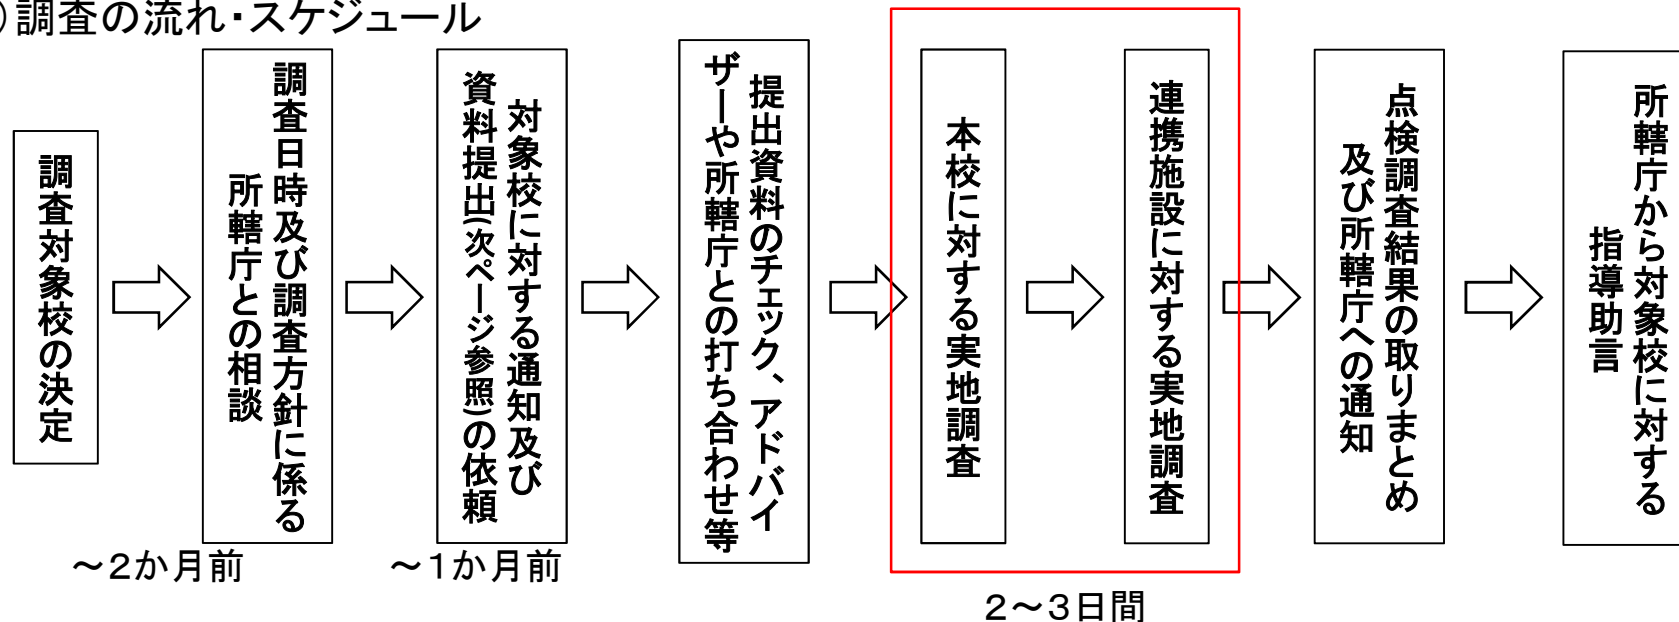 )調査の流れ・スケジュール
調査対象校の決定
調査日時及び調査方針に係る
所轄庁との相談
対象校に対する通知及び
資料提出(次ページ参照)の依頼
提出資料のチェック、アドバイ
ザーや所轄庁との打ち合わせ等
本校に対する実地調査
連携施設に対する実地調査
点検調査結果の取りまとめ
及び所轄庁への通知
所轄庁から対象校に対する
指導助言
～2か月前
～1か月前
2～3日間